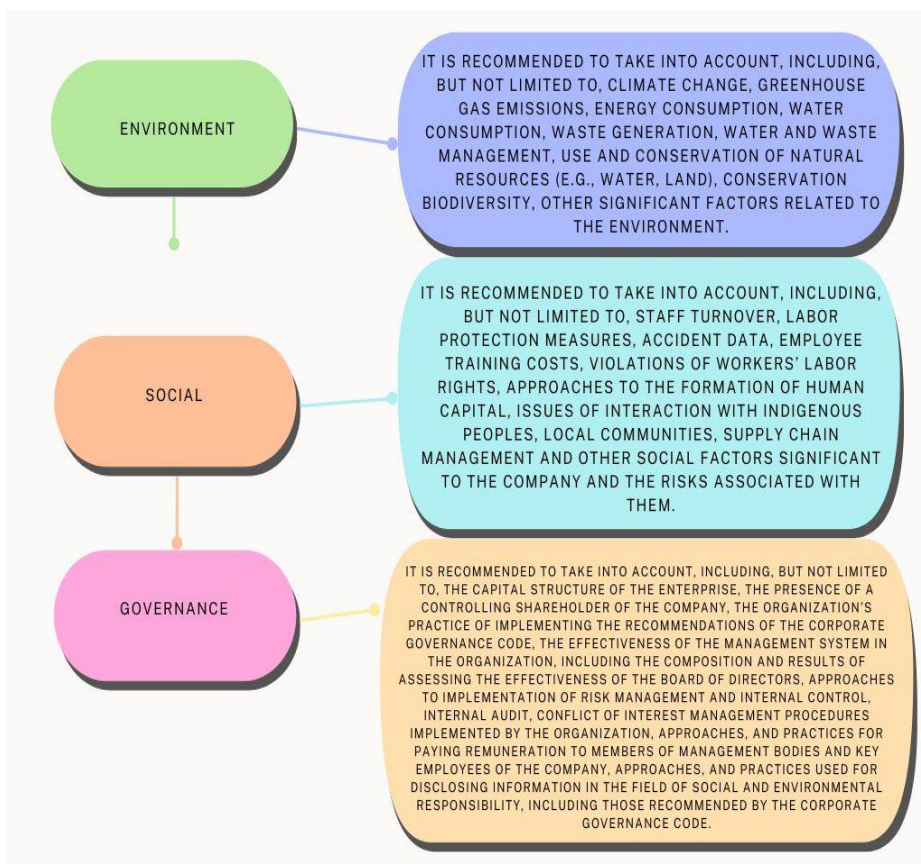 ENVIRONMENT
IT IS RECOMMENDED TO TAKE INTO ACCOUNT, INCLUDING,
BUT NOT LIMITED TO, CLIMATE CHANGE, GREENHOUSE
GAS EMISSIONS, ENERGY CONSUMPTION, WATER
CONSUMPTION, WASTE GENERATION, WATER AND WASTE
MANAGEMENT, USE AND CONSERVATION OF NATURAL
RESOURCES (E.G., WATER, LAND), CONSERVATION
BIODIVERSITY, OTHER SIGNIFICANT FACTORS RELATED TO
THE ENVIRONMENT.
SOCIAL
IT IS RECOMMENDED TO TAKE INTO ACCOUNT, INCLUDING,
BUT NOT LIMITED TO, STAFF TURNOVER, LABOR
PROTECTION MEASURES, ACCIDENT DATA, EMPLOYEE
TRAINING COSTS, VIOLATIONS OF WORKERS' LABOR
RIGHTS, APPROACHES TO THE FORMATION OF HUMAN
CAPITAL, ISSUES OF INTERACTION WITH INDIGENOUS
PEOPLES, LOCAL COMMUNITIES, SUPPLY CHAIN
MANAGEMENT AND OTHER SOCIAL FACTORS SIGNIFICANT
TO THE COMPANY AND THE RISKS ASSOCIATED WITH
THEM.
GOVERNANCE
IT IS RECOMMENDED TO TAKE INTO ACCOUNT, INCLUDING, BUT NOT LIMITED
TO, THE CAPITAL STRUCTURE OF THE ENTERPRISE, THE PRESENCE OF A
CONTROLLING SHAREHOLDER OF THE COMPANY, THE ORGANIZATION'S
PRACTICE OF IMPLEMENTING THE RECOMMENDATIONS OF THE CORPORATE
GOVERNANCE CODE, THE EFFECTIVENESS OF THE MANAGEMENT SYSTEM IN
THE ORGANIZATION, INCLUDING THE COMPOSITION AND RESULTS OF
ASSESSING THE EFFECTIVENESS OF THE BOARD OF DIRECTORS, APPROACHES
TO IMPLEMENTATION OF RISK MANAGEMENT AND INTERNAL CONTROL,
INTERNAL AUDIT, CONFLICT OF INTEREST MANAGEMENT PROCEDURES
IMPLEMENTED BY THE ORGANIZATION, APPROACHES, AND PRACTICES FOR
PAYING REMUNERATION TO MEMBERS OF MANAGEMENT BODIES AND KEY
EMPLOYEES OF THE COMPANY, APPROACHES, AND PRACTICES USED FOR
DISCLOSING INFORMATION IN THE FIELD OF SOCIAL AND ENVIRONMENTAL
RESPONSIBILITY, INCLUDING THOSE RECOMMENDED BY THE CORPORATE
GOVERNANCE CODE.